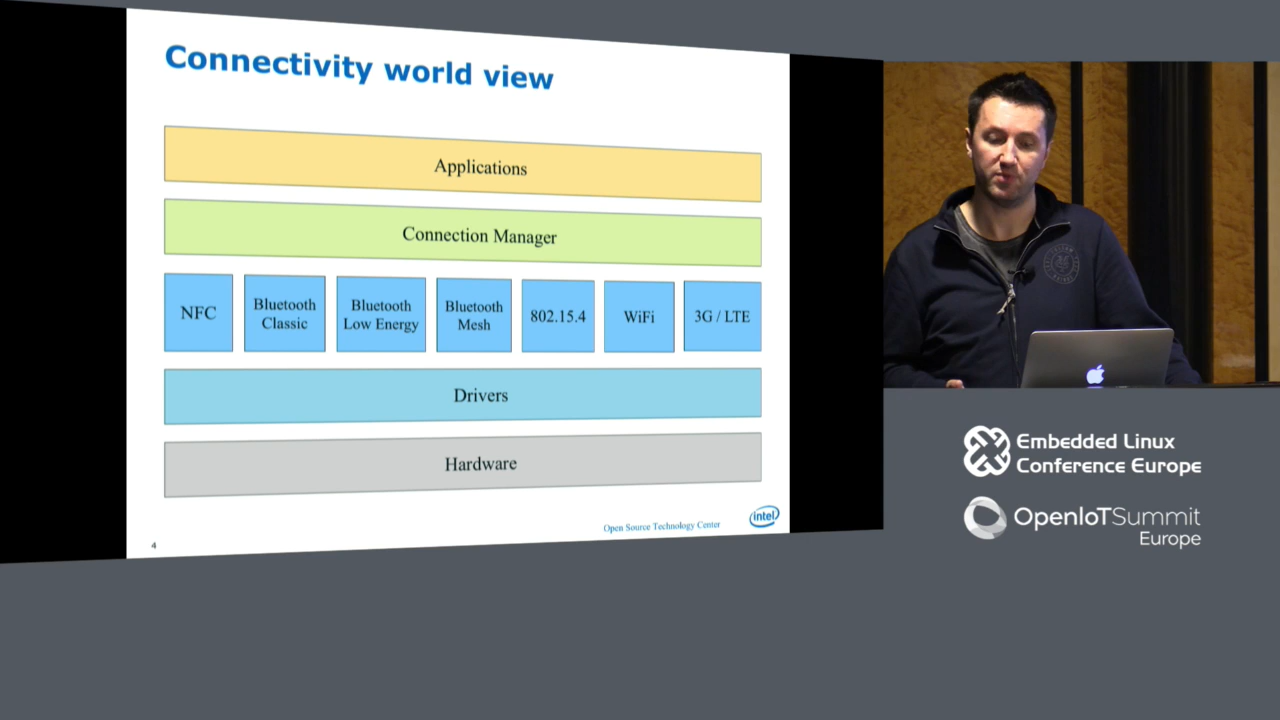 Connectivity world view
Applications
Connection Manager
NFC
Bluetooth
Classic
Bluetooth
Low Energy
Bluetooth
Mesh
802.15.4
WiFi
3G / LTE
Drivers
Hardware
Open Source Technology Center
intel
4
Embedded Linux
Conference Europe
OpenIoTSummit
Europe